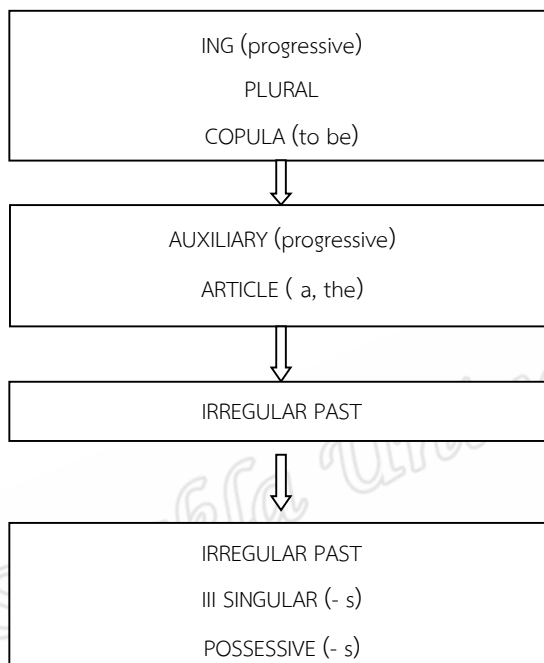 ING (progressive)
PLURAL
COPULA (to be)
AUXILIARY (progressive)
ARTICLE ( a, the)
IRREGULAR PAST
IRREGULAR PAST
III SINGULAR (- s)
POSSESSIVE (- s)